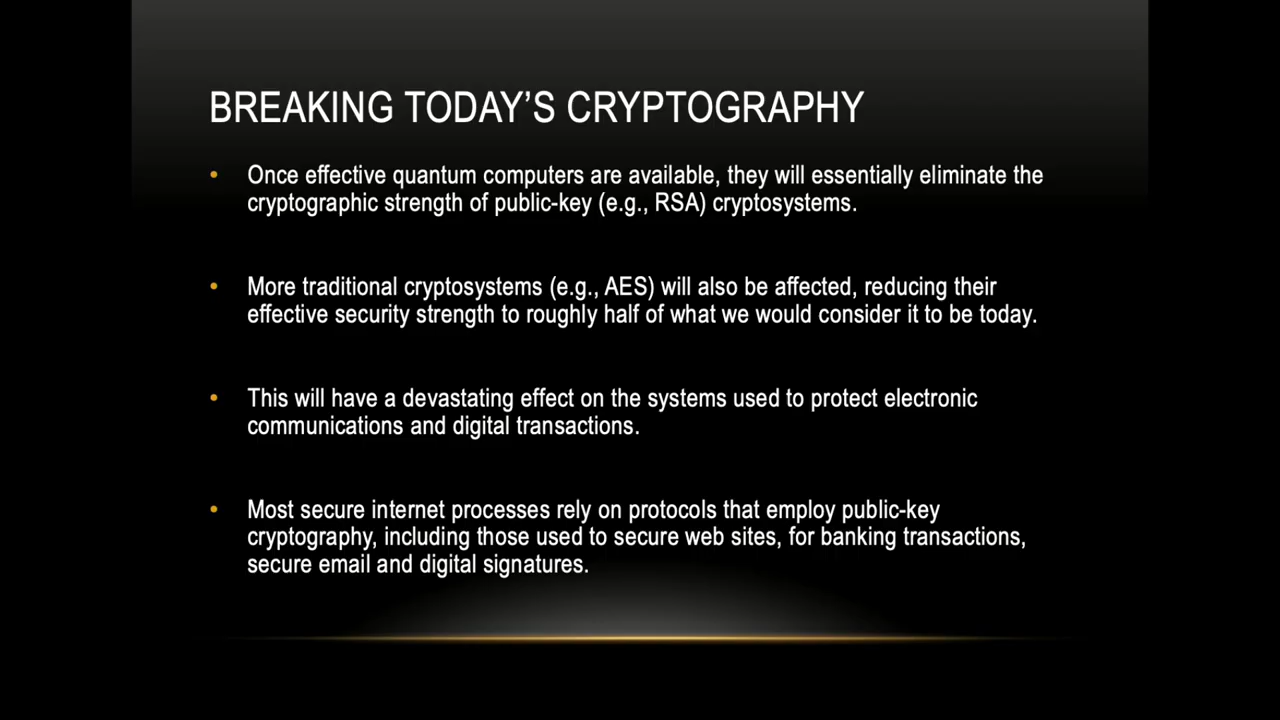 BREAKING TODAY’S CRYPTOGRAPHY
• Once effective quantum computers are available, they will essentially eliminate the
cryptographic strength of public-key (e.g., RSA) cryptosystems.
• More traditional cryptosystems (e.g., AES) will also be affected, reducing their
effective security strength to roughly half of what we would consider it to be today.
• This will have a devastating effect on the systems used to protect electronic
communications and digital transactions.
• Most secure internet processes rely on protocols that employ public-key
cryptography, including those used to secure web sites, for banking transactions,
secure email and digital signatures.